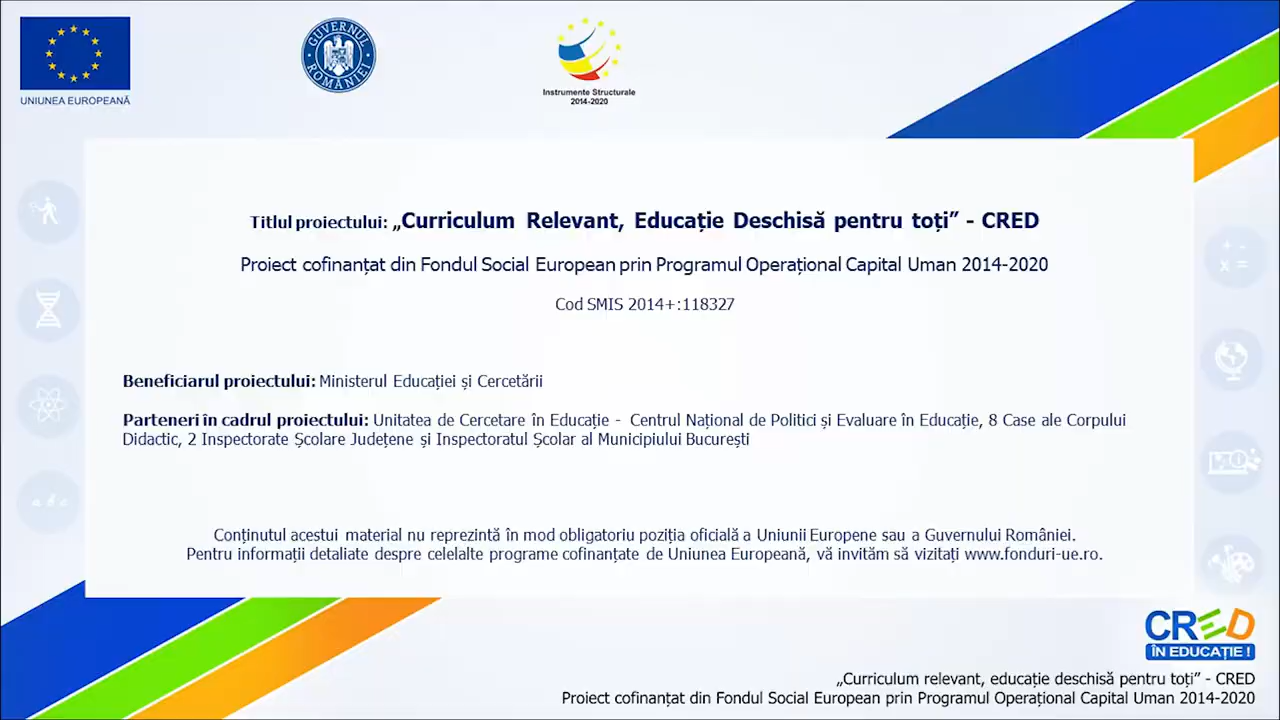 UNIUNEA EUROPEANĂ
GUVERNUL ROMÂNIEI
Instrumente Structurale
2014-2020
Titlul proiectului: „Curriculum Relevant, Educație Deschisă pentru toți” - CRED
Proiect cofinanțat din Fondul Social European prin Programul Operațional Capital Uman 2014-2020
Cod SMIS 2014+:118327
Beneficiarul proiectului: Ministerul Educației și Cercetării
Parteneri în cadrul proiectului: Unitatea de Cercetare în Educație - Centrul Național de Politici și Evaluare în Educație, 8 Case ale Corpului
Didactic, 2 Inspectorate Școlare Județene și Inspectoratul Școlar al Municipiului București
a b c
Conținutul acestui material nu reprezintă în mod obligatoriu poziția oficială a Uniunii Europene sau a Guvernului României.
Pentru informații detaliate despre celelalte programe cofinanțate de Uniunea Europeană, vă invităm să vizitați www.fonduri-ue.ro.
CRED
ÎN EDUCAȚIE !
„Curriculum relevant, educație deschisă pentru toți” - CRED
Proiect cofinanțat din Fondul Social European prin Programul Operațional Capital Uman 2014-2020